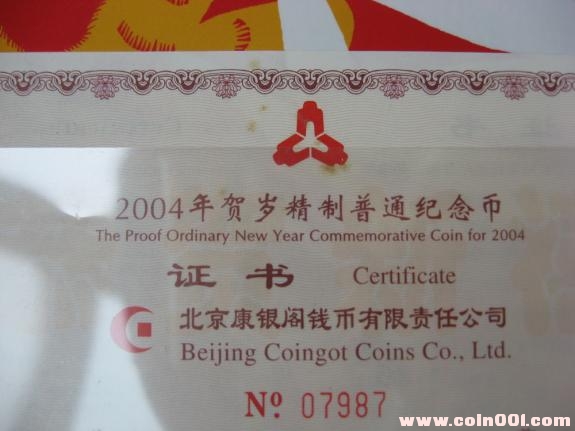 2004年贺岁精制普通纪念币
The Proof Ordinary New Year Commemorative Coin for 2004
证书 Certificate
北京康银阁钱币有限责任公司
Beijing Coingot Coins Co., Ltd.
№ 07987
www.coin001.com